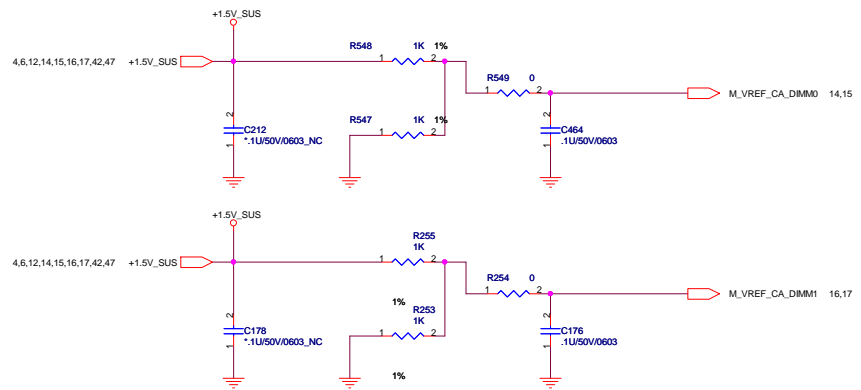 +1.5V_SUS
R548 1K 1%
4,6,12,14,15,16,17,42,47 +1.5V_SUS 1 2
R549 0
1 2 M_VREF_CA_DIMM0 14,15
R547 1K 1%
2 C212 1 2 2 C464
1 *.1U/50V/0603_NC 1 .1U/50V/0603
+1.5V_SUS
R255
1K
4,6,12,14,15,16,17,42,47 +1.5V_SUS 1 2
R254 0
1 2 M_VREF_CA_DIMM1 16,17
1%
R253
1K
2 C178 1 2 2 C176
1 *.1U/50V/0603_NC 1 .1U/50V/0603
1%